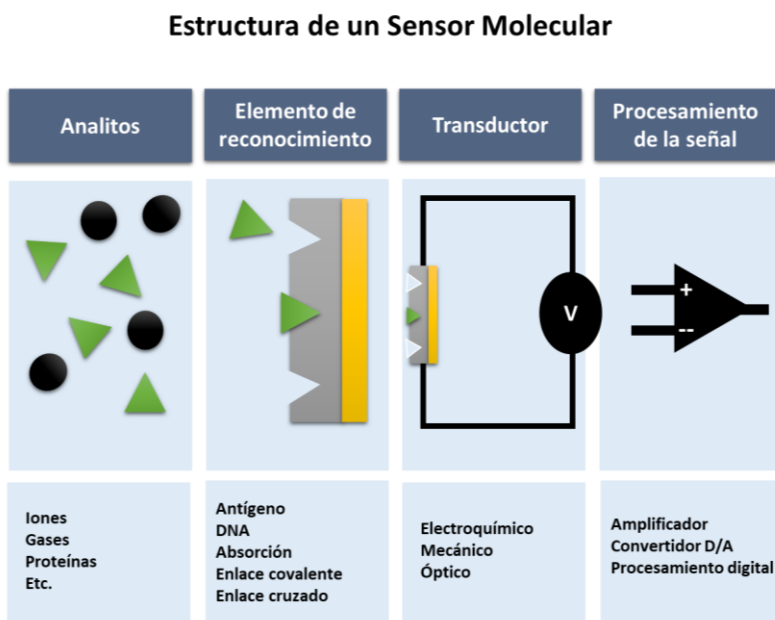 Estructura de un Sensor Molecular
Analitos
Elemento de
reconocimiento
Transductor
Procesamiento
de la señal
V
+
--
Iones
Gases
Proteínas
Etc.
Antígeno
DNA
Absorción
Enlace covalente
Enlace cruzado
Electroquímico
Mecánico
Óptico
Amplificador
Convertidor D/A
Procesamiento digital